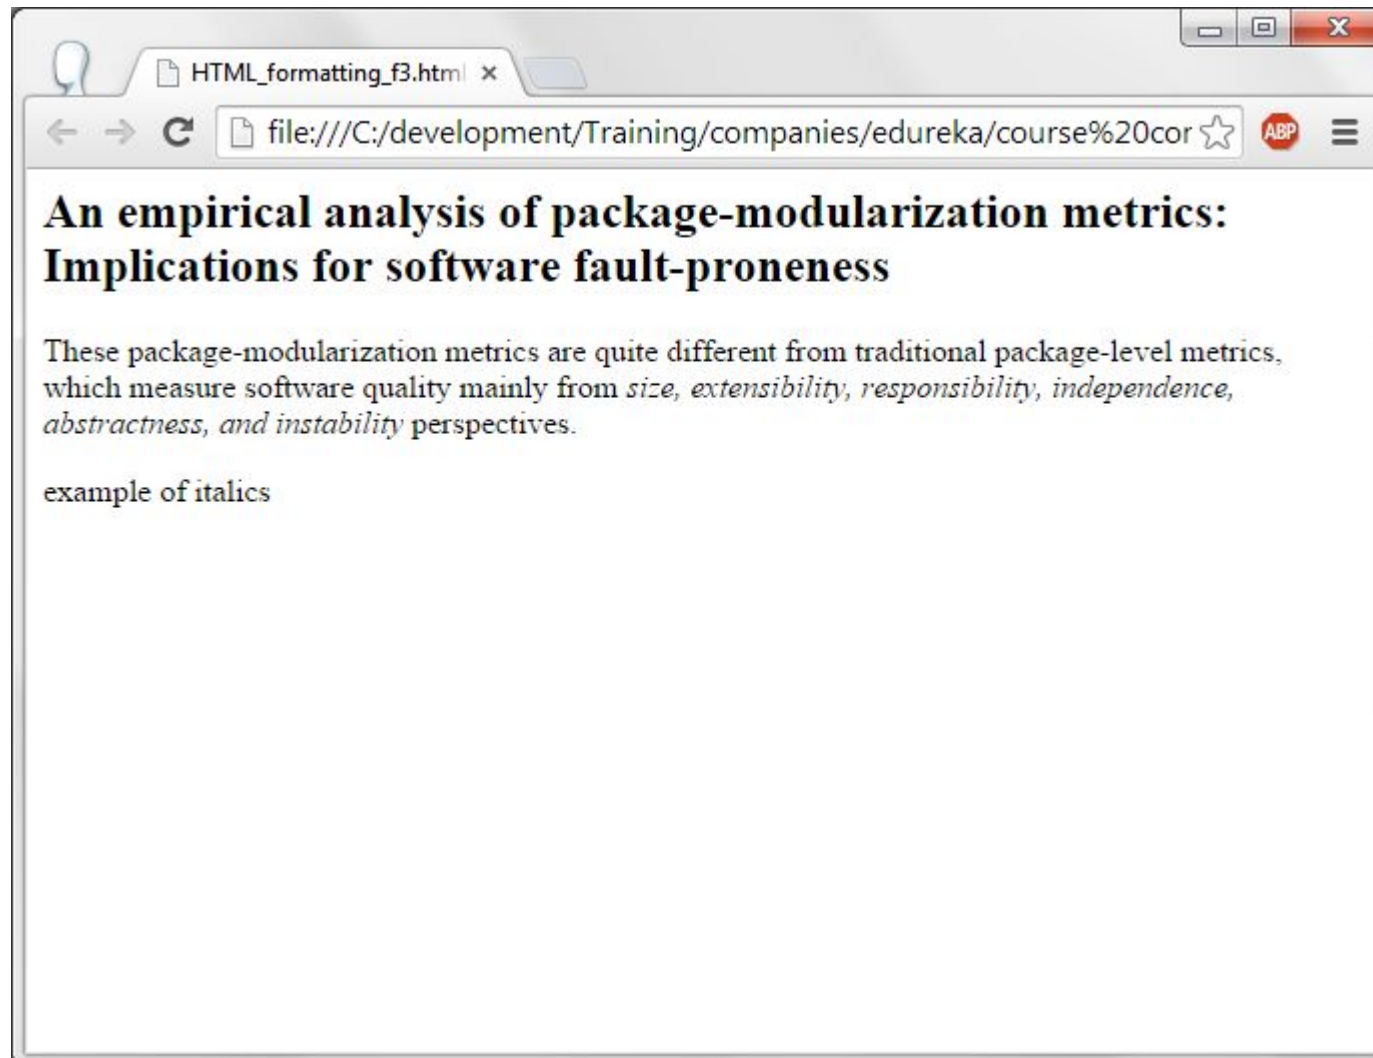 HTML_formatting_f3.html
file:///C:/development/Training/companies/edureka/course%20cor
ABP
An empirical analysis of package-modularization metrics:
Implications for software fault-proneness
These package-modularization metrics are quite different from traditional package-level metrics,
which measure software quality mainly from size, extensibility, responsibility, independence,
abstractness, and instability perspectives.
example of italics